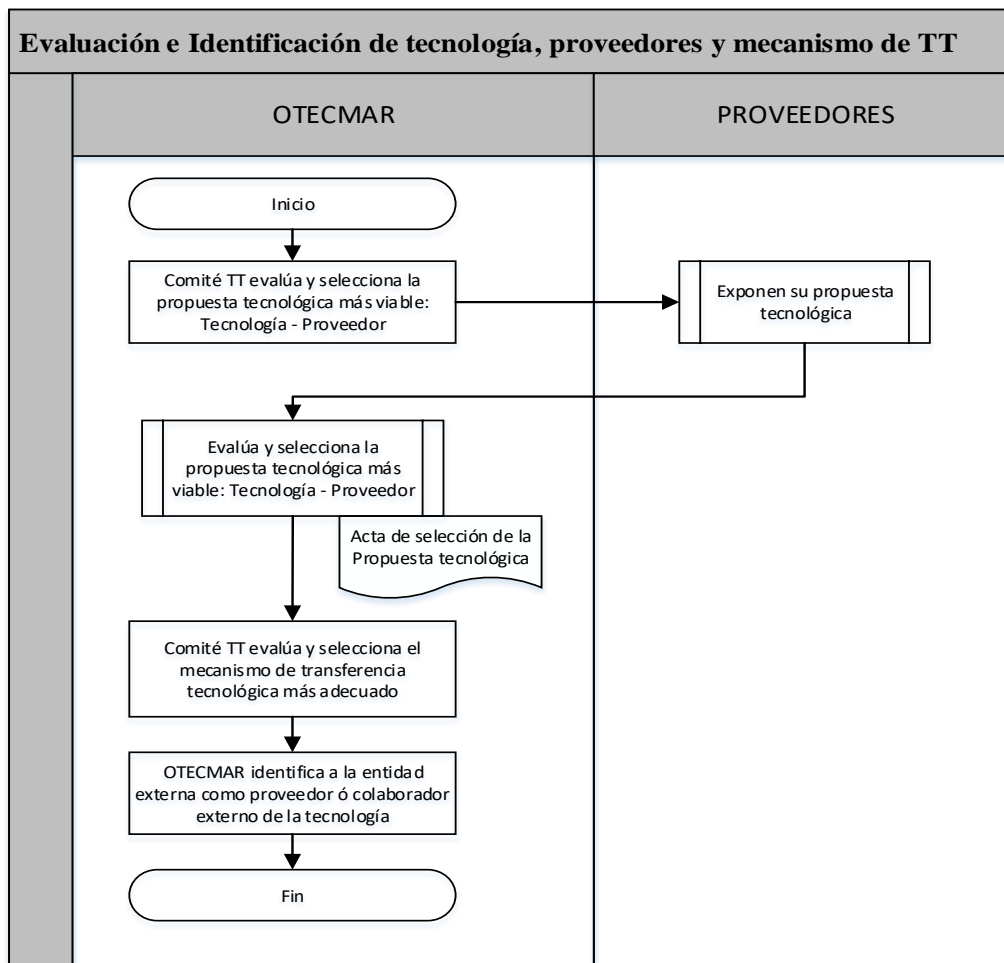 Evaluación e Identificación de tecnología, proveedores y mecanismo de TT
OTECMAR
PROVEEDORES
Inicio
Comité TT evalúa y selecciona la
propuesta tecnológica más viable:
Tecnología - Proveedor
Exponen su propuesta
tecnológica
Evalúa y selecciona la
propuesta tecnológica más
viable: Tecnología - Proveedor
Acta de selección de la
Propuesta tecnológica
Comité TT evalúa y selecciona el
mecanismo de transferencia
tecnológica más adecuado
OTECMAR identifica a la entidad
externa como proveedor ó colaborador
externo de la tecnología
Fin